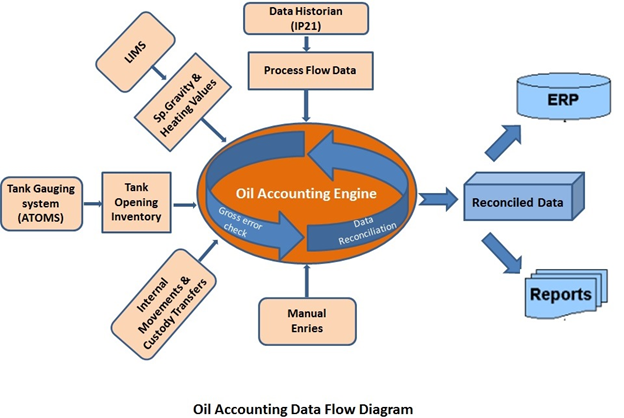 Data Historian
(IP21)
LIMS
Process Flow Data
Sp.Gravity &
Heating Values
ERP
Tank Gauging
system
(ATOMS)
Tank
Opening
Inventory
Oil Accounting Engine
Gross error
check
Data
Reconciliation
Reconciled Data
Internal
Movements &
Custody Transfers
Manual
Enries
Reports
Oil Accounting Data Flow Diagram